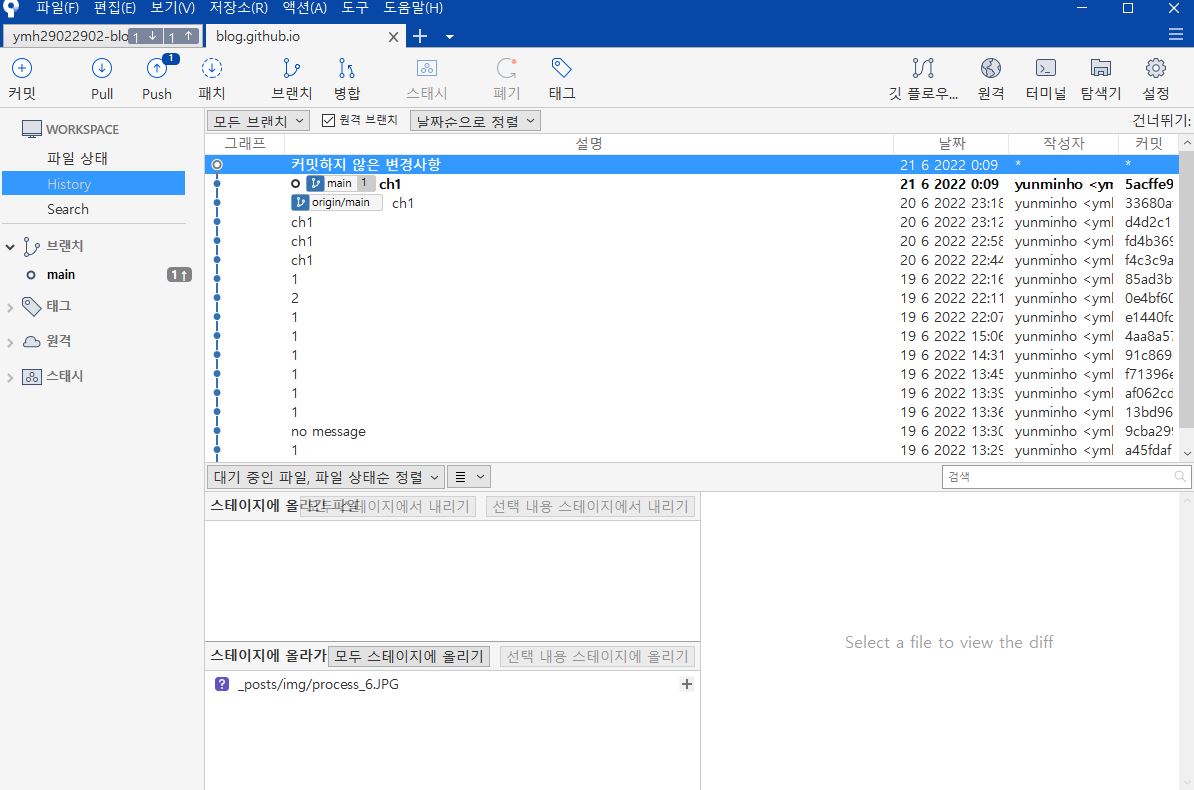 파일(F) 편집(E) 보기(V) 저장소(R) 액션(A) 도구 도움말(H)
ymh29022902-blo 1 ↓ 1 ↑ blog.github.io
1
커밋 Pull Push 패치 브랜치 병합 스태시 폐기 태그 깃 플로우... 원격 터미널 탐색기 설정
모든 브랜치 원격 브랜치 날짜순으로 정렬 건너뛰기:
WORKSPACE
파일 상태
History
Search
브랜치
main 1↑
태그
원격
스태시
그래프 설명 날짜 작성자 커밋
커밋하지 않은 변경사항 21 6 2022 0:09 * *
main 1 ch1 21 6 2022 0:09 yunminho <ym 5acffe9
origin/main ch1 20 6 2022 23:18 yunminho <yml 33680a
ch1 20 6 2022 23:12 yunminho <yml d4d2c1
ch1 20 6 2022 22:58 yunminho <yml fd4b369
ch1 20 6 2022 22:44 yunminho <yml f4c3c9a
1 19 6 2022 22:16 yunminho <yml 85ad3b
2 19 6 2022 22:11 yunminho <yml 0e4bf60
1 19 6 2022 22:07 yunminho <yml e1440fc
1 19 6 2022 15:06 yunminho <yml 4aa8a57
1 19 6 2022 14:31 yunminho <yml 91c869
1 19 6 2022 13:45 yunminho <yml f71396e
1 19 6 2022 13:39 yunminho <yml af062cd
1 19 6 2022 13:36 yunminho <yml 13bd96
no message 19 6 2022 13:30 yunminho <yml 9cba299
1 19 6 2022 13:29 yunminho <yml a45fdaf
대기 중인 파일, 파일 상태순 정렬 검색
스테이지에 올라간 파일 모두 스테이지에서 내리기 선택 내용 스테이지에서 내리기
스테이지에 올라가 모두 스테이지에 올리기 선택 내용 스테이지에 올리기
_posts/img/process_6.JPG
Select a file to view the diff